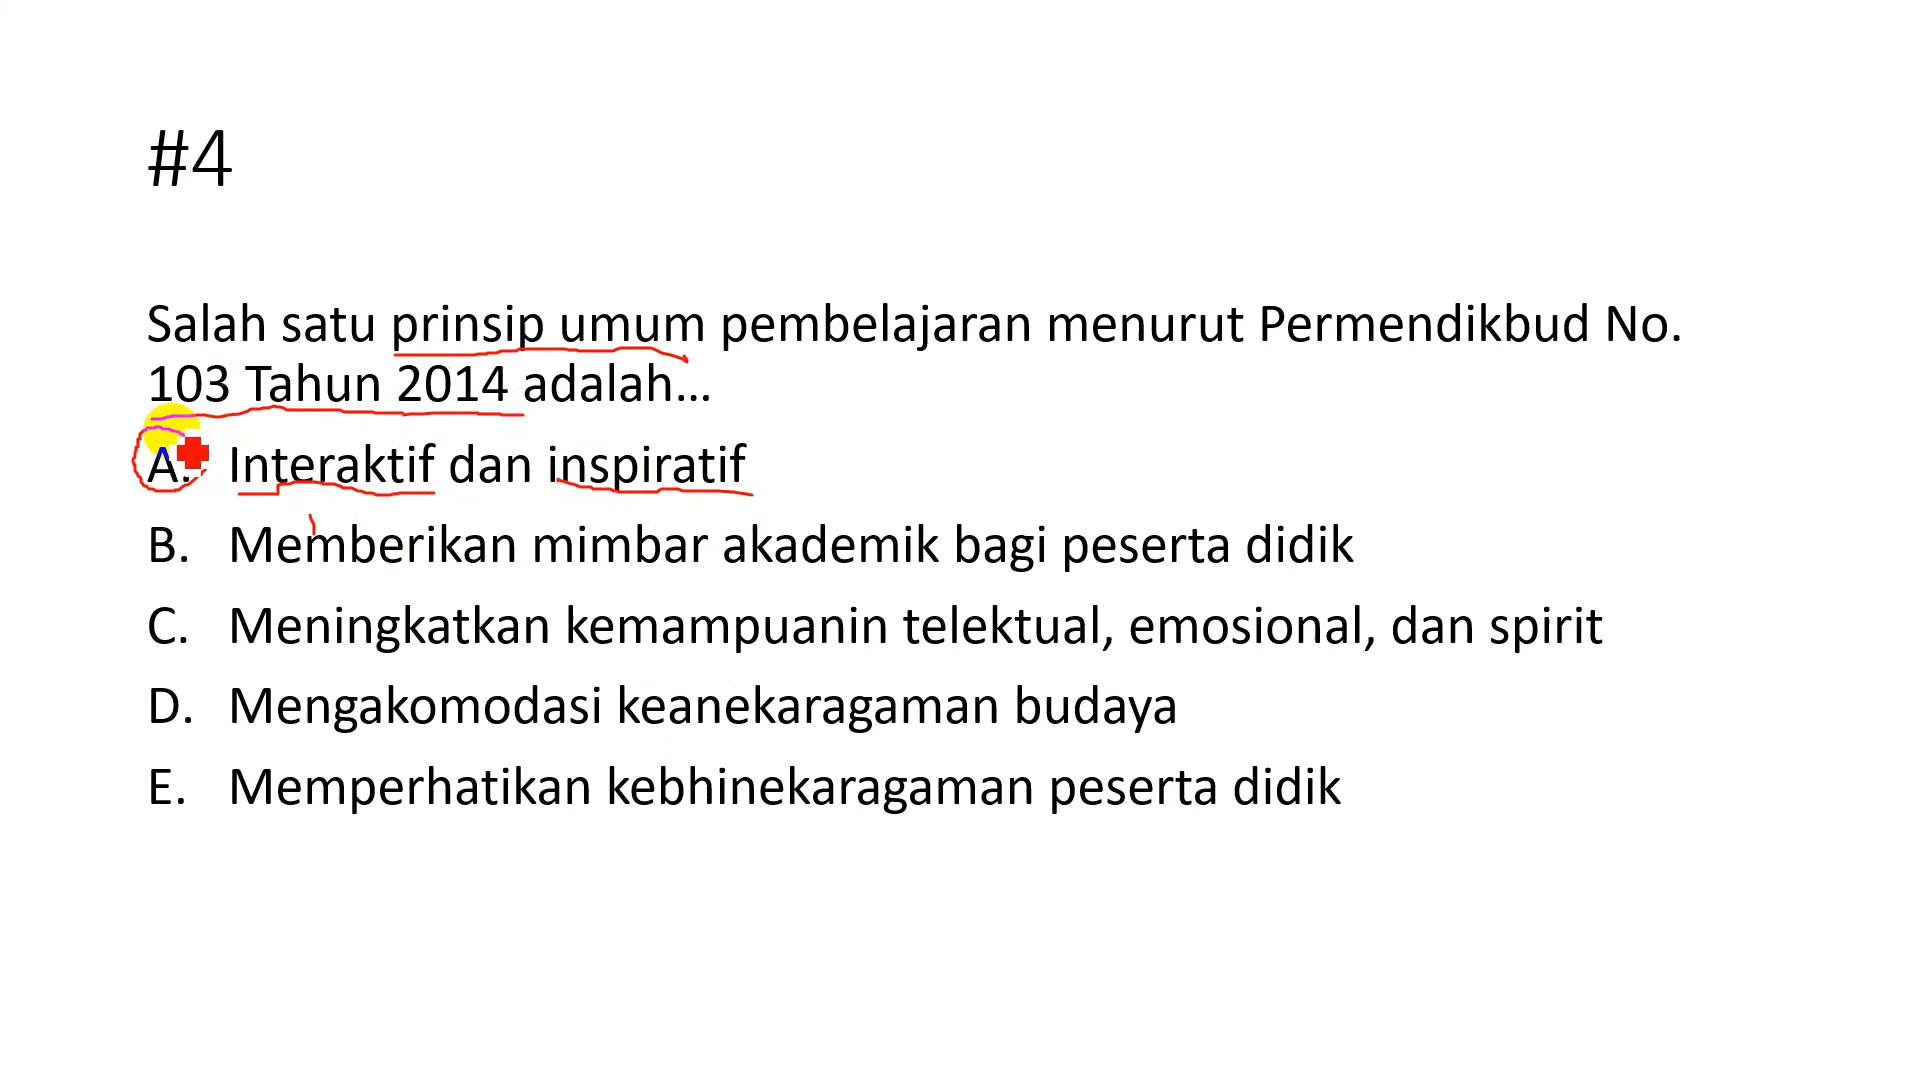 #4
Salah satu prinsip umum pembelajaran menurut Permendikbud No.
103 Tahun 2014 adalah...
A. Interaktif dan inspiratif
B. Memberikan mimbar akademik bagi peserta didik
C. Meningkatkan kemampuanin telektual, emosional, dan spirit
D. Mengakomodasi keanekaragaman budaya
E. Memperhatikan kebhinekaragaman peserta didik